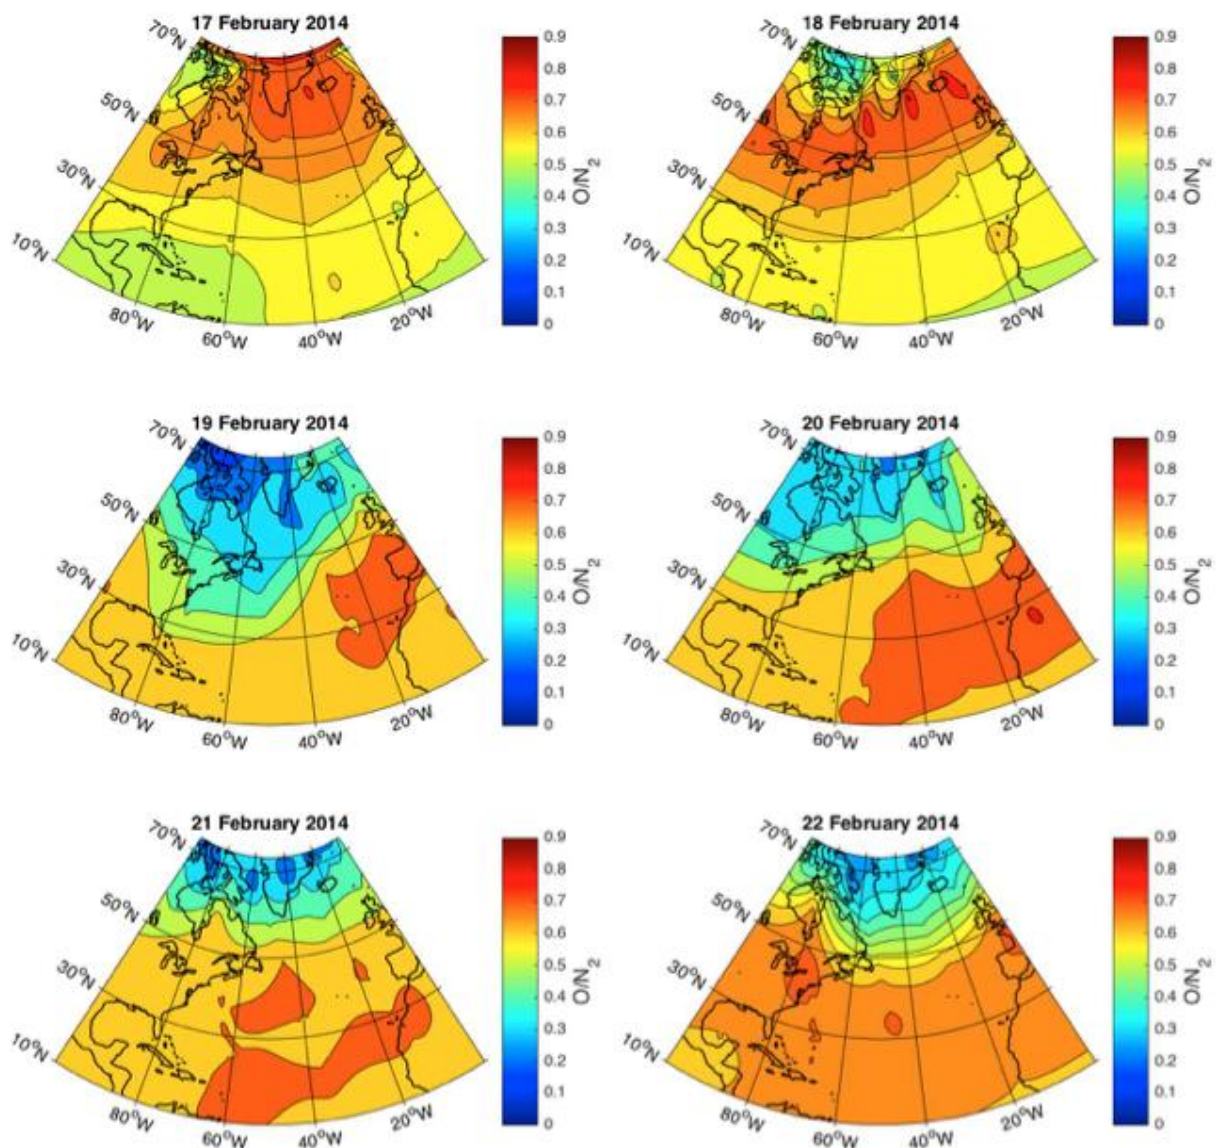 17 February 2014
70°N
50°N
30°N
10°N
80°W
60°W
40°W
20°W
0.9
0.8
0.7
0.6
0.5
0.4
0.3
0.2
0.1
0
O/N₂
18 February 2014
70°N
50°N
30°N
10°N
80°W
60°W
40°W
20°W
0.9
0.8
0.7
0.6
0.5
0.4
0.3
0.2
0.1
0
O/N₂
19 February 2014
70°N
50°N
30°N
10°N
80°W
60°W
40°W
20°W
0.9
0.8
0.7
0.6
0.5
0.4
0.3
0.2
0.1
0
O/N₂
20 February 2014
70°N
50°N
30°N
10°N
80°W
60°W
40°W
20°W
0.9
0.8
0.7
0.6
0.5
0.4
0.3
0.2
0.1
0
O/N₂
21 February 2014
70°N
50°N
30°N
10°N
80°W
60°W
40°W
20°W
0.9
0.8
0.7
0.6
0.5
0.4
0.3
0.2
0.1
0
O/N₂
22 February 2014
70°N
50°N
30°N
10°N
80°W
60°W
40°W
20°W
0.9
0.8
0.7
0.6
0.5
0.4
0.3
0.2
0.1
0
O/N₂